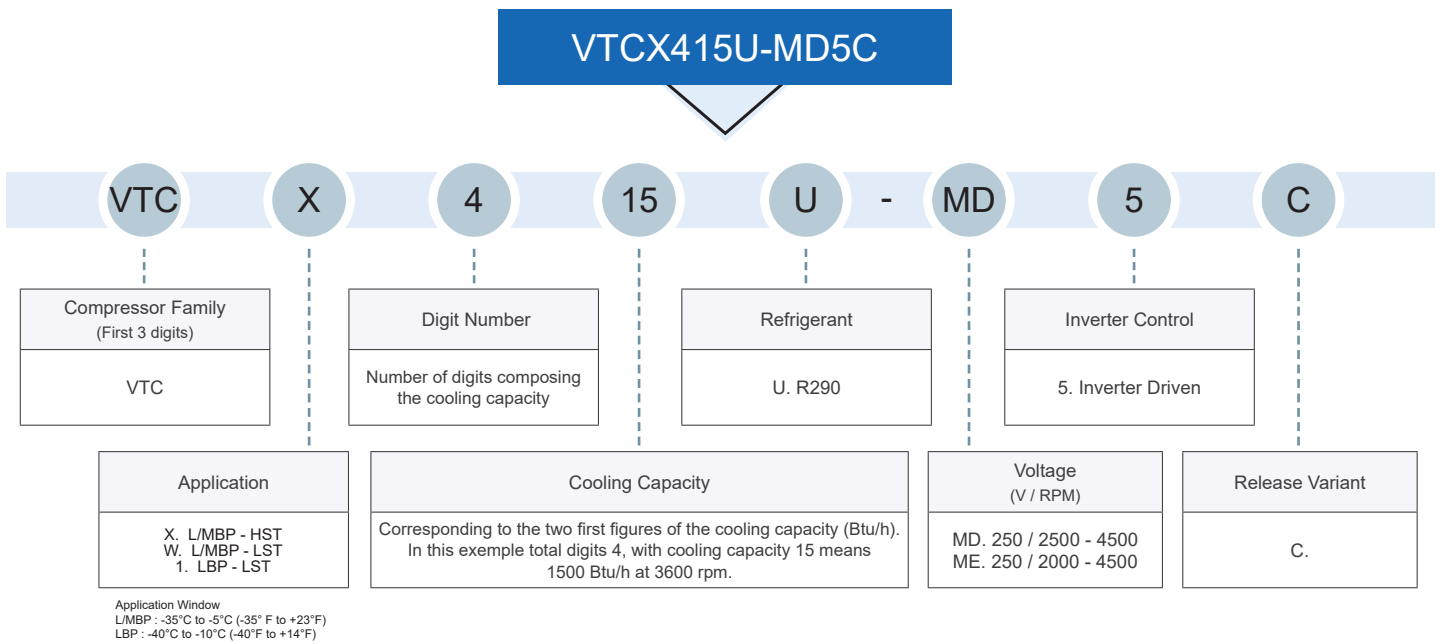 VTCX415U-MD5C
VTC X 4 15 U - MD 5 C
Compressor Family
(First 3 digits)
VTC
Digit Number
Number of digits composing
the cooling capacity
Refrigerant
U. R290
Inverter Control
5. Inverter Driven
Application
X. L/MBP - HST
W. L/MBP - LST
1. LBP - LST
Cooling Capacity
Corresponding to the two first figures of the cooling capacity (Btu/h).
In this exemple total digits 4, with cooling capacity 15 means
1500 Btu/h at 3600 rpm.
Voltage
(V / RPM)
MD. 250 / 2500 - 4500
ME. 250 / 2000 - 4500
Release Variant
C.
Application Window
L/MBP : -35°C to -5°C (-35° F to +23°F)
LBP : -40°C to -10°C (-40°F to +14°F)